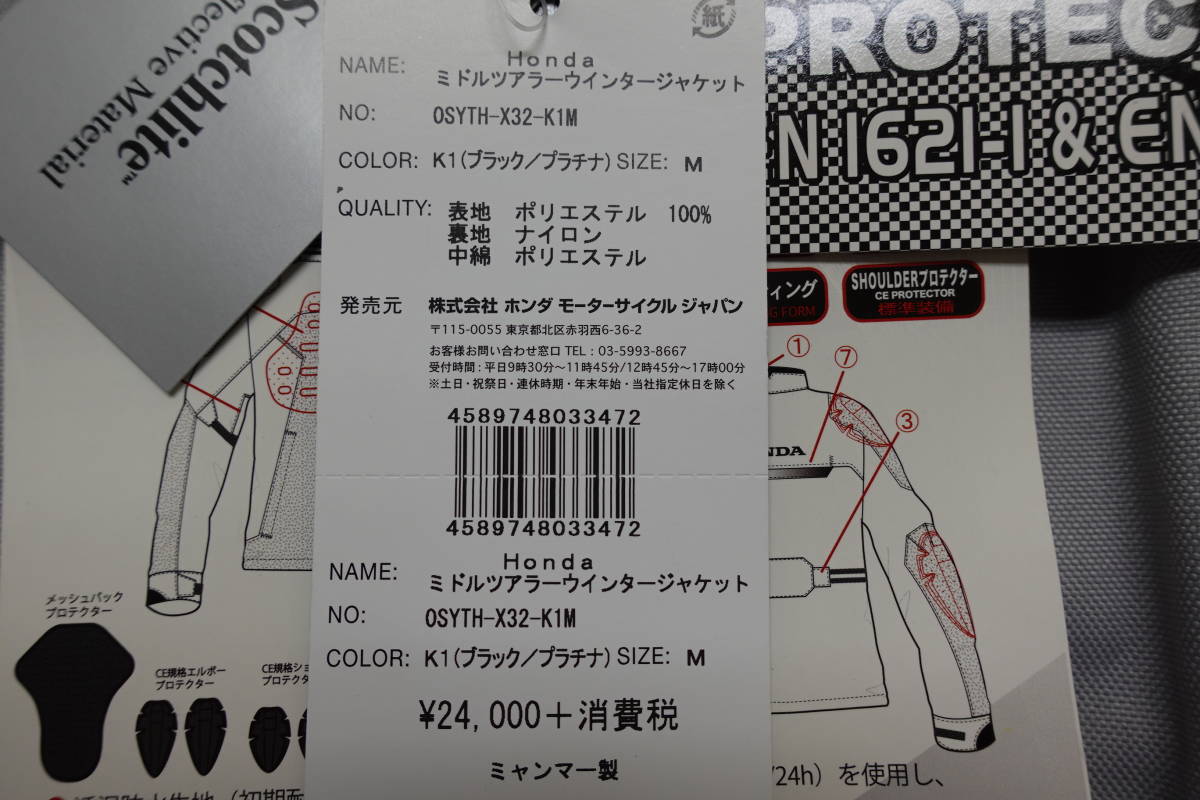 Scotchlite™
Reflective Material
紙
NAME: Honda
ミドルツアラーウインタージャケット
NO: 0SYTH-X32-K1M
COLOR: K1(ブラック／プラチナ) SIZE: M
QUALITY: 表地 ポリエステル 100%
裏地 ナイロン
中綿 ポリエステル
発売元 株式会社 ホンダ モーターサイクル ジャパン
〒115-0055 東京都北区赤羽西6-36-2
お客様お問い合わせ窓口 TEL : 03-5993-8667
受付時間 : 平日9時30分〜11時45分/12時45分〜17時00分
※土日・祝祭日・連休時期・年末年始・当社指定休日を除く
4589748033472
4589748033472
NAME: Honda
ミドルツアラーウインタージャケット
NO: 0SYTH-X32-K1M
COLOR: K1(ブラック／プラチナ) SIZE: M
¥24,000＋消費税
ミャンマー製
PROTEC
EN 1621-1 & EN
ィング
G FORM
SHOULDERプロテクター
CE PROTECTOR
標準装備
①
⑦
③
NDA
メッシュバック
プロテクター
CE規格エルボー
プロテクター
CE規格ショ
プロテク
/24h）を使用し、